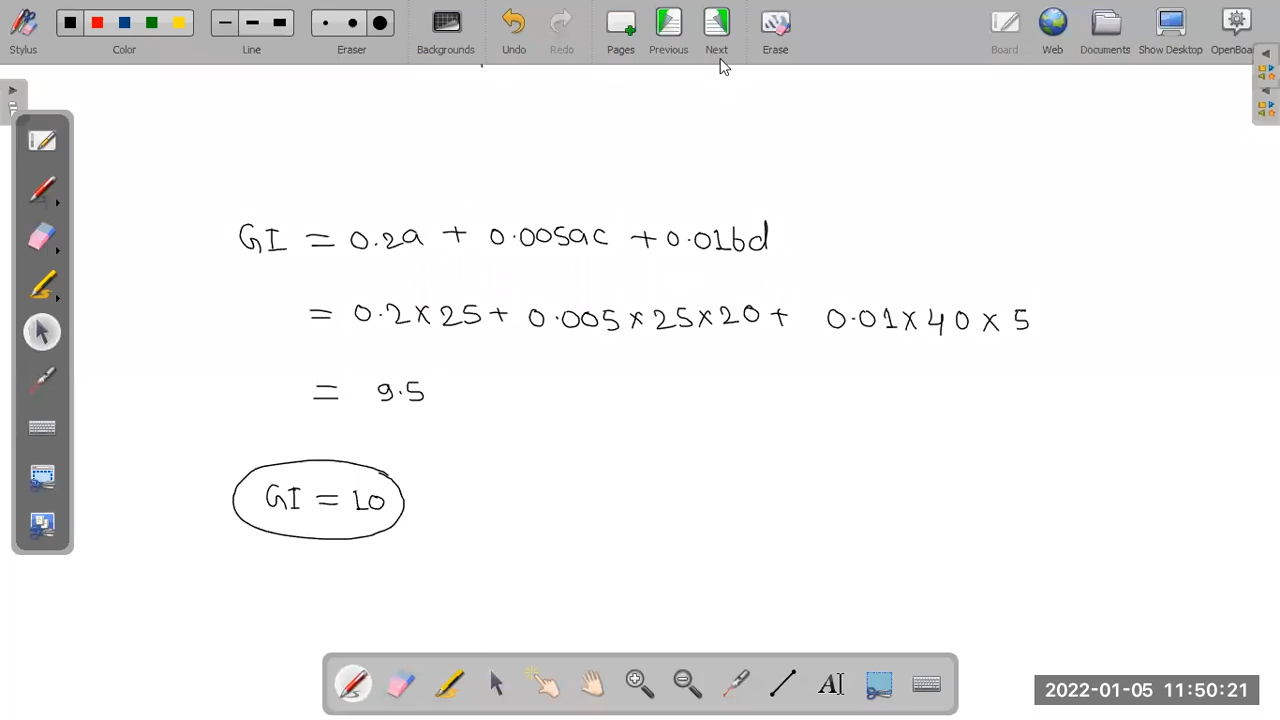 Stylus Color Line Eraser Backgrounds Undo Redo Pages Previous Next Erase Board Web Documents Show Desktop OpenBoa
GI = 0.2a + 0.005ac + 0.01bd
= 0.2 × 25 + 0.005 × 25 × 20 + 0.01 × 40 × 5
= 9.5
GI = 10
2022-01-05 11:50:21